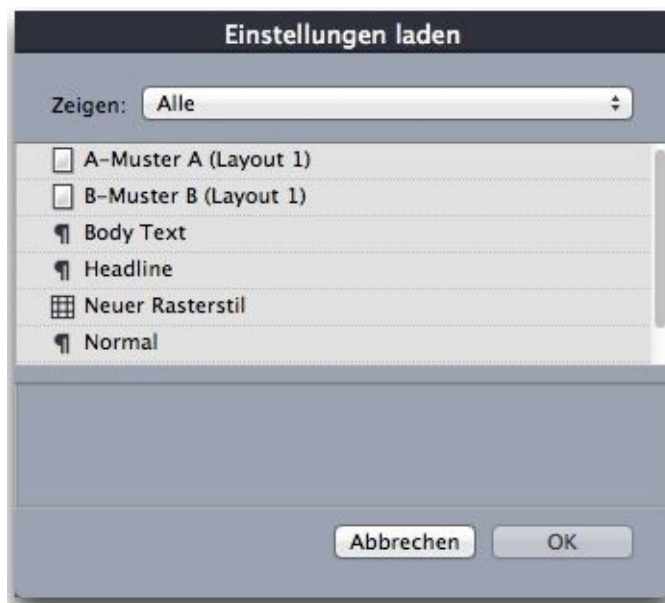 Einstellungen laden
Zeigen: Alle
A-Muster A (Layout 1)
B-Muster B (Layout 1)
Body Text
Headline
Neuer Rasterstil
Normal
Abbrechen OK